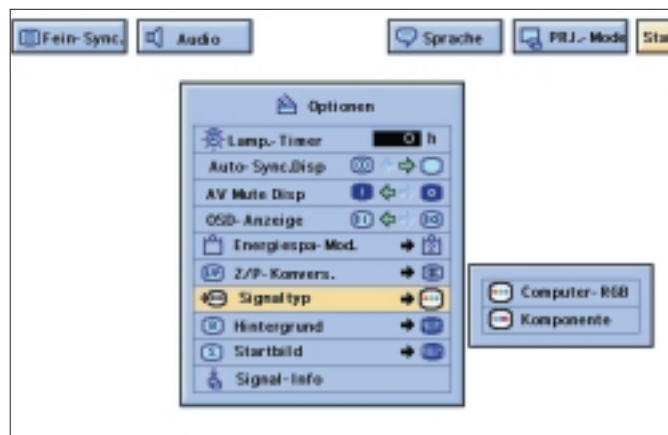 Fein-Sync.
Audio
Sprache
PRJ.-Mode
Sta
Optionen
Lamp.-Timer 0 h
Auto-Sync.Disp
AV Mute Disp
OSD-Anzeige
Energiespa-Mod.
Z/P-Konvers.
Signaltyp
Hintergrund
Startbild
Signal-Info
Computer-RGB
Komponente